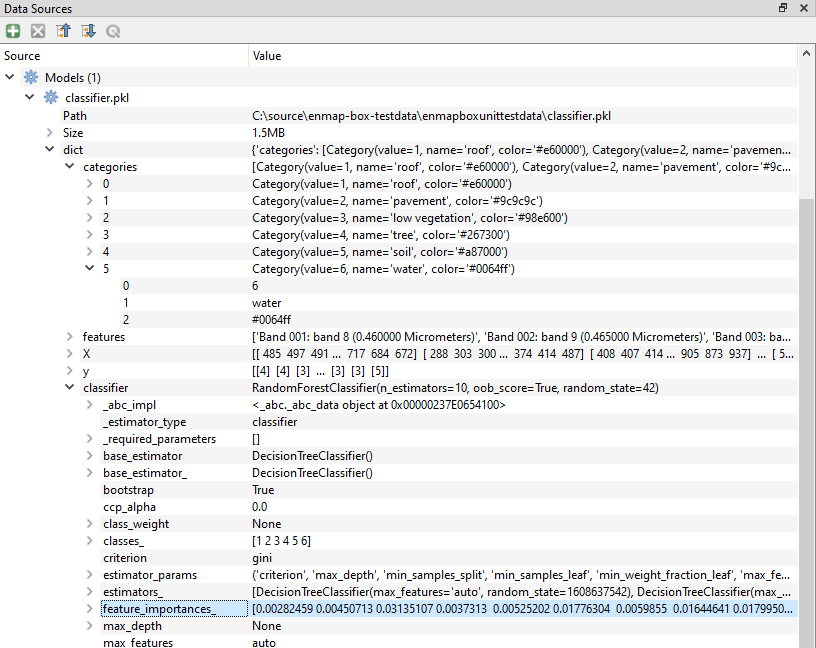 Data Sources
Source Value
Models (1)
classifier.pkl
Path C:\source\enmap-box-testdata\enmapboxunittestdata\classifier.pkl
Size 1.5MB
dict {'categories': [Category(value=1, name='roof', color='#e60000'), Category(value=2, name='pavemen...
categories [Category(value=1, name='roof', color='#e60000'), Category(value=2, name='pavement', color='#9c...
0 Category(value=1, name='roof', color='#e60000')
1 Category(value=2, name='pavement', color='#9c9c9c')
2 Category(value=3, name='low vegetation', color='#98e600')
3 Category(value=4, name='tree', color='#267300')
4 Category(value=5, name='soil', color='#a87000')
5 Category(value=6, name='water', color='#0064ff')
0 6
1 water
2 #0064ff
features ['Band 001: band 8 (0.460000 Micrometers)', 'Band 002: band 9 (0.465000 Micrometers)', 'Band 003: ba...
X [[ 485 497 491 ... 717 684 672] [ 288 303 300 ... 374 414 487] [ 408 407 414 ... 905 873 937] ... [ 5...
y [[4] [4] [3] ... [3] [3] [5]]
classifier RandomForestClassifier(n_estimators=10, oob_score=True, random_state=42)
_abc_impl <_abc._abc_data object at 0x00000237E0654100>
_estimator_type classifier
_required_parameters []
base_estimator DecisionTreeClassifier()
base_estimator_ DecisionTreeClassifier()
bootstrap True
ccp_alpha 0.0
class_weight None
classes_ [1 2 3 4 5 6]
criterion gini
estimator_params ('criterion', 'max_depth', 'min_samples_split', 'min_samples_leaf', 'min_weight_fraction_leaf', 'max_fe...
estimators_ [DecisionTreeClassifier(max_features='auto', random_state=1608637542), DecisionTreeClassifier(max_...
feature_importances_ [0.00282459 0.00450713 0.03135107 0.0037313 0.00525202 0.01776304 0.0059855 0.01644641 0.0179950...
max_depth None
max_features auto